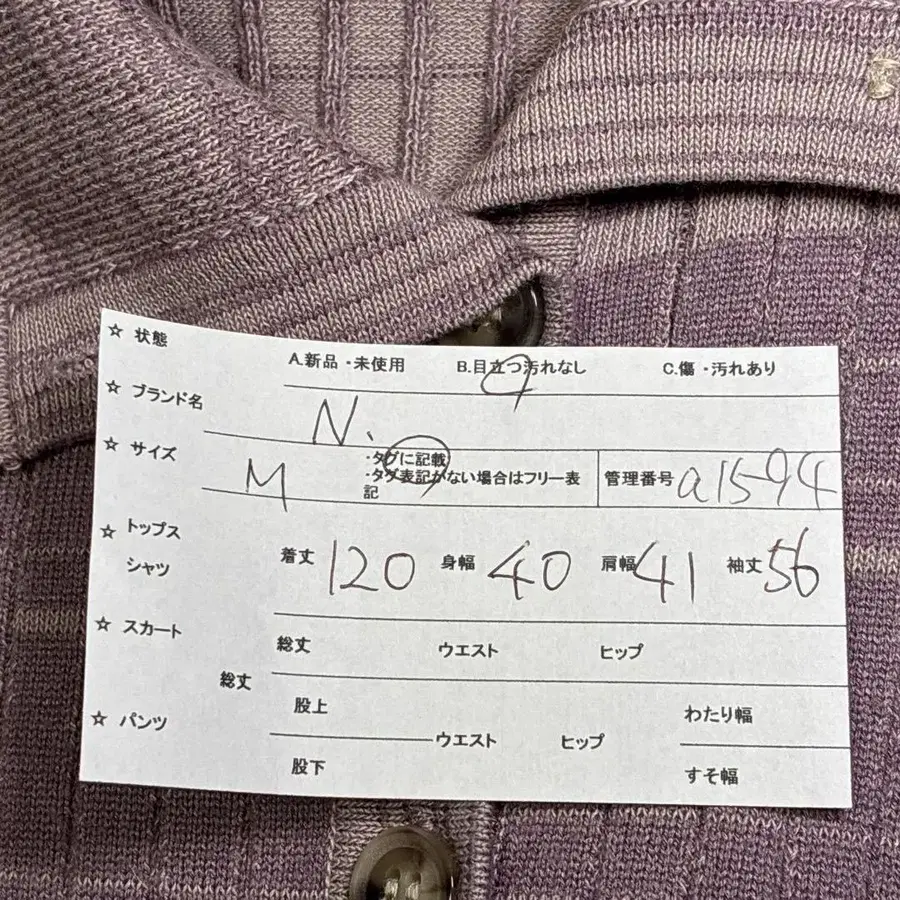 ☆ 状態 A.新品・未使用 B.目立つ汚れなし C.傷・汚れあり
☆ ブランド名 N.
☆ サイズ M ・タグに記載
・タグ表記がない場合はフリー表記
管理番号 a1594
☆ トップス
シャツ
着丈 120 身幅 40 肩幅 41 袖丈 56
☆ スカート 総丈 ウエスト ヒップ
総丈
☆ パンツ 股上 ウエスト ヒップ わたり幅
股下 すそ幅